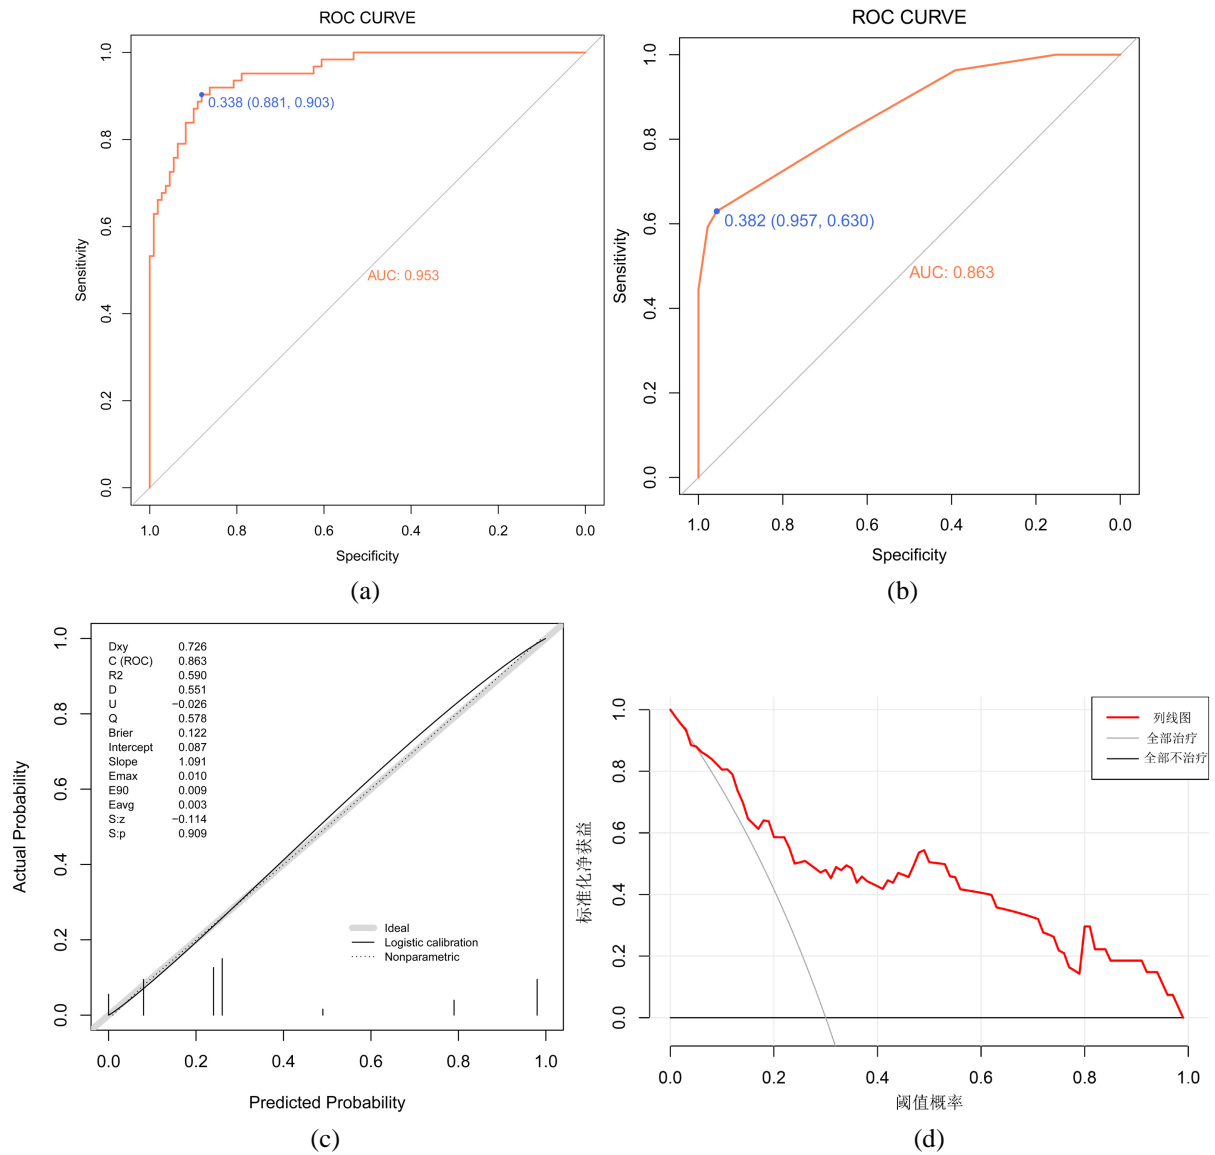 ROC CURVE
1.0
0.8
0.6
0.4
0.2
0.0
Sensitivity
0.338 (0.881, 0.903)
AUC: 0.953
1.0 0.8 0.6 0.4 0.2 0.0
Specificity
(a)
ROC CURVE
1.0
0.8
0.6
0.4
0.2
0.0
Sensitivity
0.382 (0.957, 0.630)
AUC: 0.863
1.0 0.8 0.6 0.4 0.2 0.0
Specificity
(b)
1.0
0.8
0.6
0.4
0.2
0.0
Actual Probability
Dxy 0.726
C (ROC) 0.863
R2 0.590
D 0.551
U −0.026
Q 0.578
Brier 0.122
Intercept 0.087
Slope 1.091
Emax 0.010
E90 0.009
Eavg 0.003
S:z −0.114
S:p 0.909
Ideal
Logistic calibration
Nonparametric
0.0 0.2 0.4 0.6 0.8 1.0
Predicted Probability
(c)
1.0
0.8
0.6
0.4
0.2
0.0
标准化净获益
列线图
全部治疗
全部不治疗
0.0 0.2 0.4 0.6 0.8 1.0
阈值概率
(d)